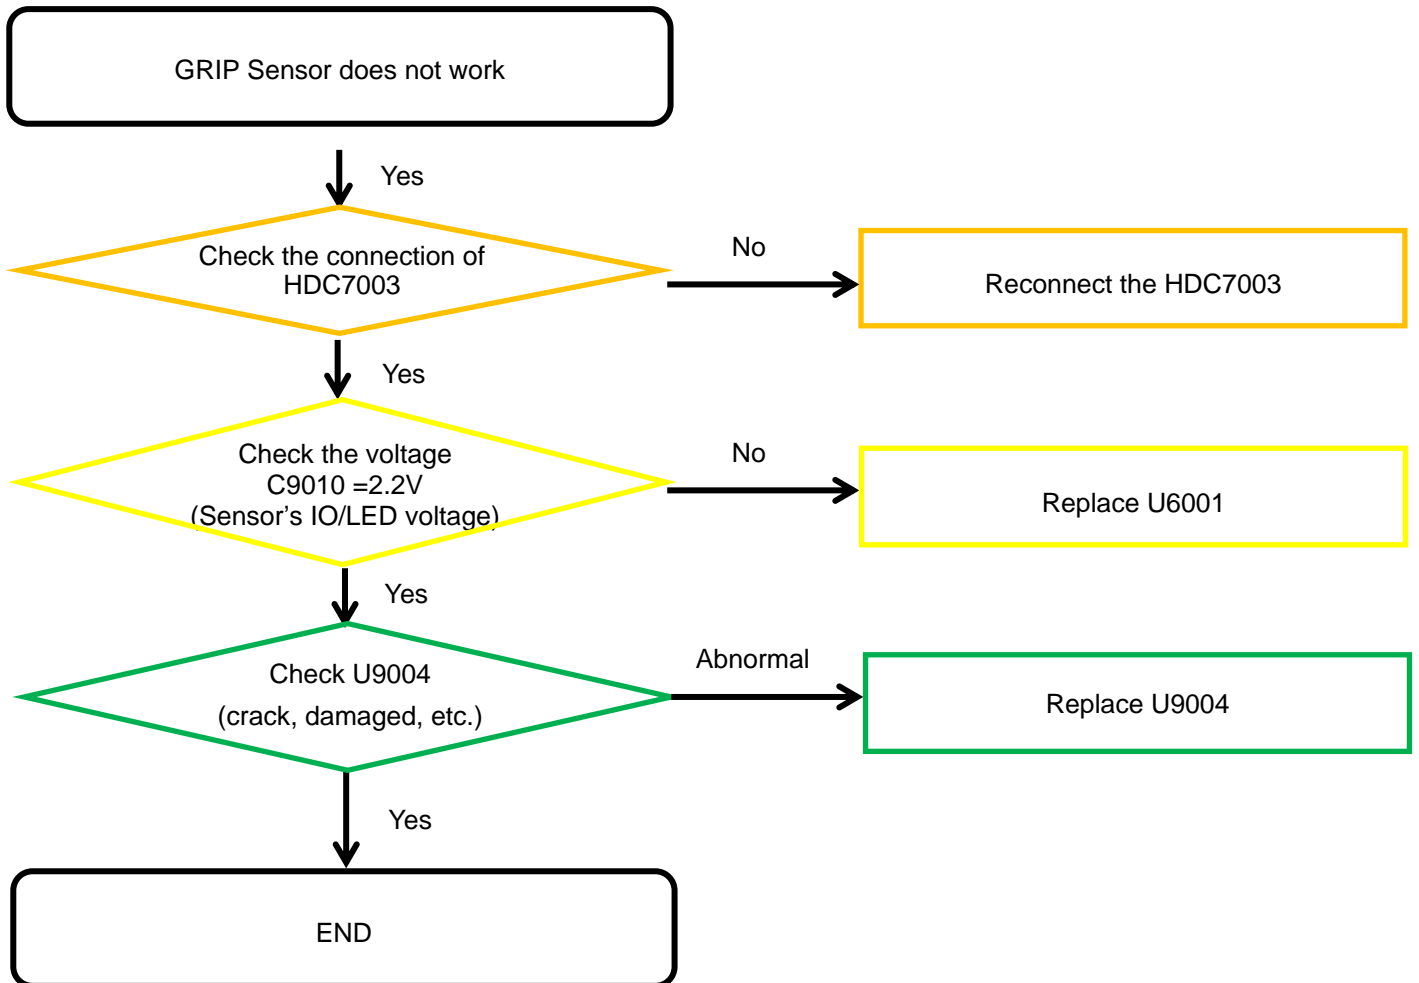 GRIP Sensor does not work
Yes
Check the connection of
HDC7003
No
Reconnect the HDC7003
Yes
Check the voltage
C9010 =2.2V
(Sensor’s IO/LED voltage)
No
Replace U6001
Yes
Check U9004
(crack, damaged, etc.)
Abnormal
Replace U9004
Yes
END